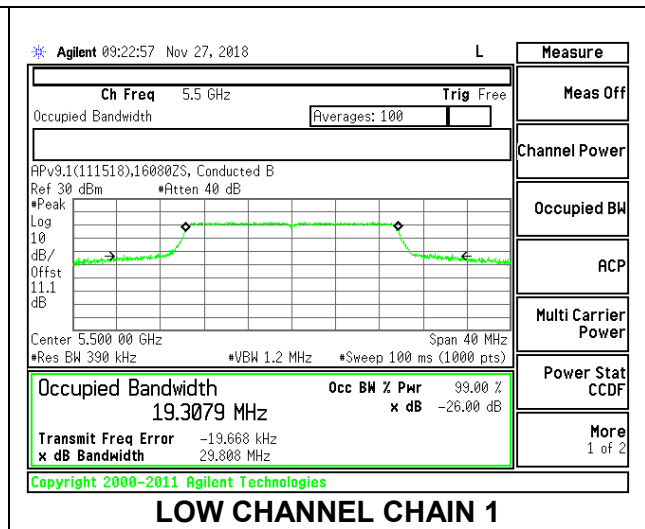 Agilent 09:22:57 Nov 27, 2018 L
Measure
Ch Freq 5.5 GHz Trig Free
Occupied Bandwidth Averages: 100
APv9.1(111518),16080ZS, Conducted B
Ref 30 dBm #Atten 40 dB
#Peak
Log
10
dB/
Offst
11.1
dB
Center 5.500 00 GHz Span 40 MHz
#Res BW 390 kHz #VBW 1.2 MHz #Sweep 100 ms (1000 pts)
Occupied Bandwidth Occ BW % Pwr 99.00 %
19.3079 MHz x dB -26.00 dB
Transmit Freq Error -19.668 kHz
x dB Bandwidth 29.808 MHz
Copyright 2000-2011 Agilent Technologies
Meas Off
Channel Power
Occupied BW
ACP
Multi Carrier
Power
Power Stat
CCDF
More
1 of 2
LOW CHANNEL CHAIN 1